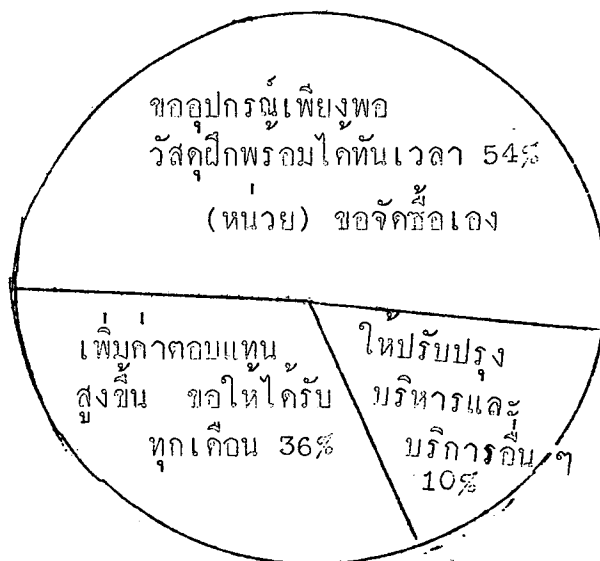 ขออุปกรณ์เพียงพอ
วัสดุฝึกพร้อมได้ทันเวลา 54%
(หน่วย) ขอจัดซื้อเอง
เพิ่มค่าตอบแทน
สูงขึ้น ขอให้ได้รับ
ทุกเดือน 36%
ให้ปรับปรุง
บริหารและ
บริการอื่น ๆ
10%